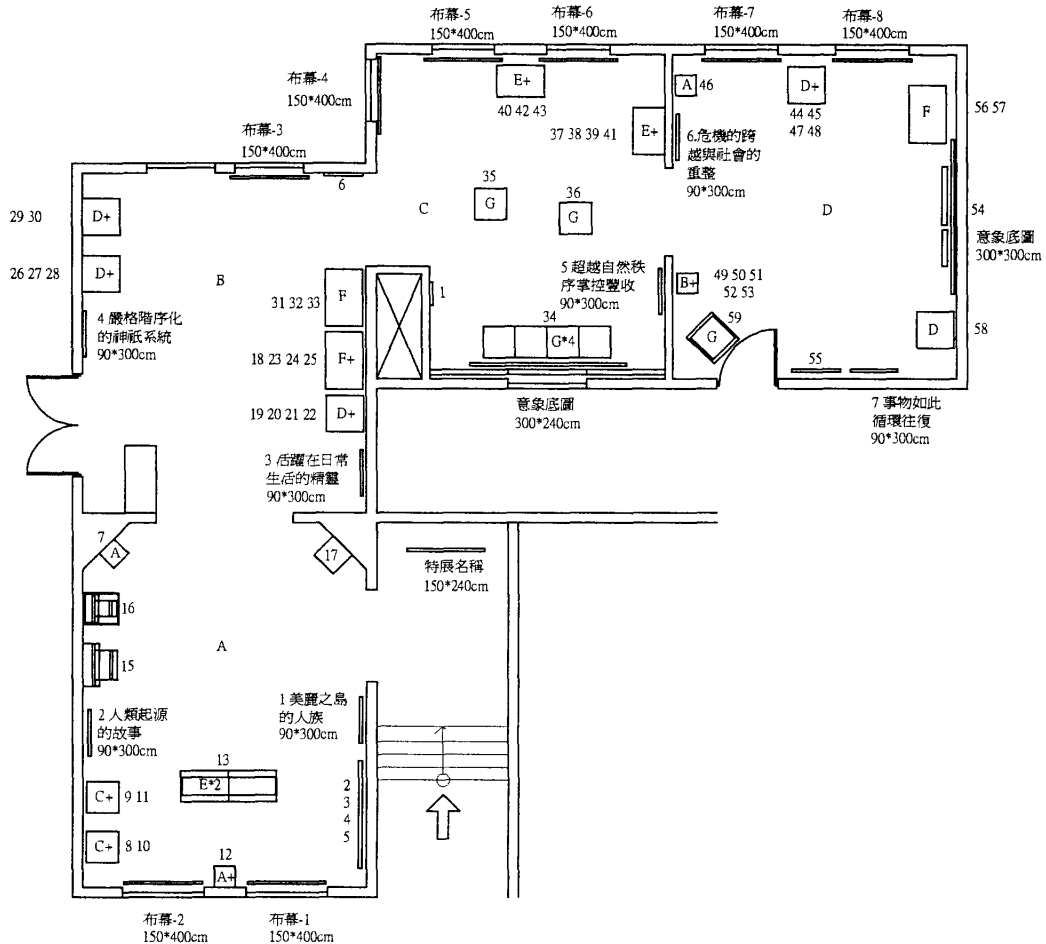 布幕-5
150*400cm
布幕-6
150*400cm
布幕-7
150*400cm
布幕-8
150*400cm
布幕-4
150*400cm
布幕-3
150*400cm
E+
40 42 43
37 38 39 41
E+
A
46
D+
44 45
47 48
F
56 57
6.危機的跨
越與社會的
重整
90*300cm
6
35
G
36
G
C
D
54
意象底圖
300*300cm
29 30
D+
26 27 28
D+
B
4 嚴格階序化
的神祇系統
90*300cm
31 32 33
F
1
5 超越自然秩
序掌控豐收
90*300cm
B+
49 50 51
52 53
59
G
D
58
34
G*4
18 23 24 25
F+
55
意象底圖
300*240cm
7 事物如此
循環往復
90*300cm
19 20 21 22
D+
3 活躍在日常
生活的精靈
90*300cm
7
A
17
特展名稱
150*240cm
16
15
A
2 人類起源
的故事
90*300cm
1 美麗之島
的人族
90*300cm
13
E*2
C+
9 11
C+
8 10
12
A+
2
3
4
5
布幕-2
150*400cm
布幕-1
150*400cm